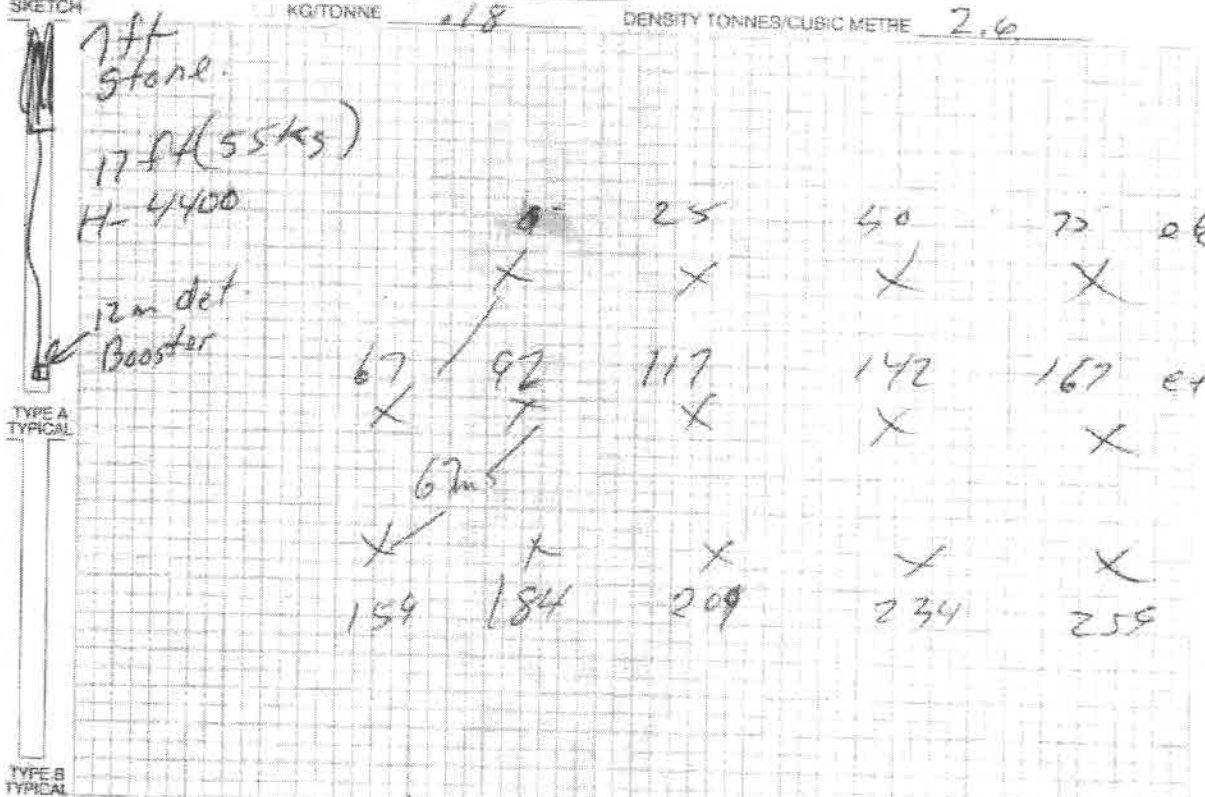 SKETCH
KG/TONNE .18 DENSITY TONNES/CUBIC METRE 2.6
7ft
stone.
17 ft (55kgs)
H- 4400
0 25 50 75
12m det.
Booster
67 92 117 142 167
TYPE A
TYPICAL
67ms
159 184 209 234 259
TYPE B
TYPICAL